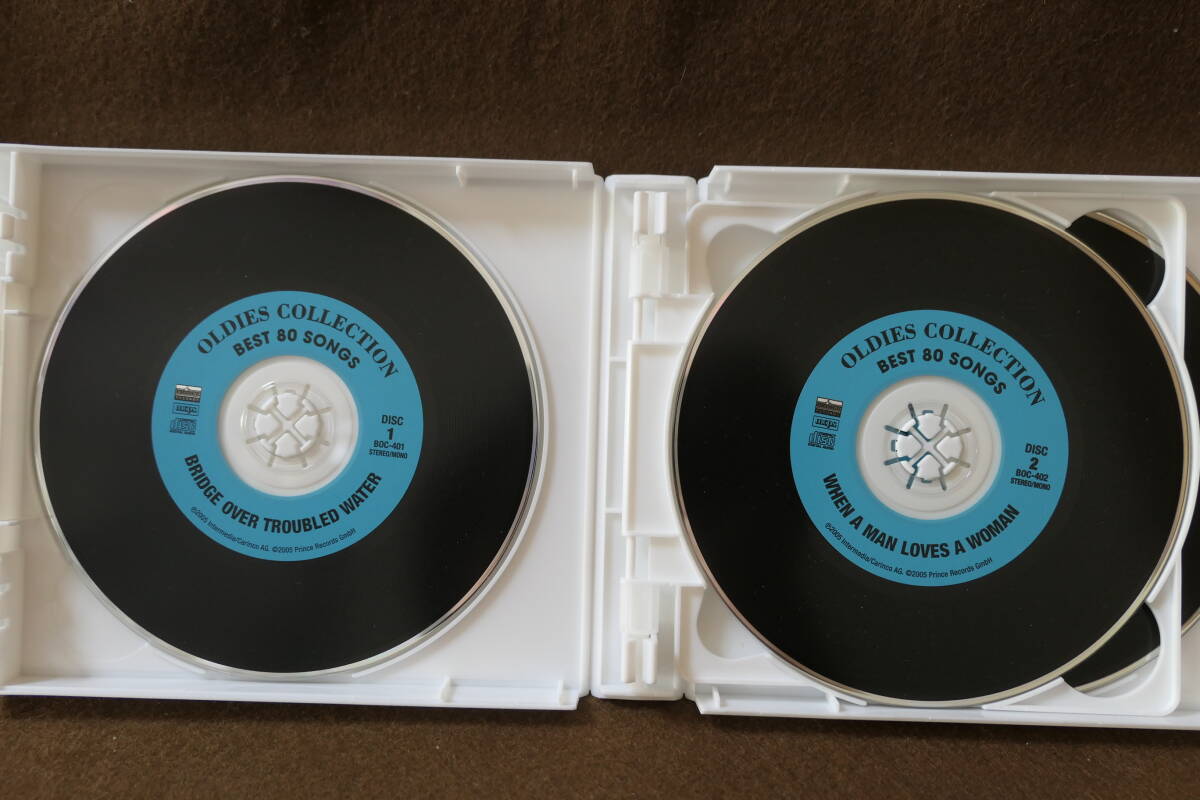 OLDIES COLLECTION
BEST 80 SONGS
DISC
1
BOC-401
STEREO/MONO
BRIDGE OVER TROUBLED WATER
℗2005 Intermedia/Carinco AG. ©2005 Prince Records GmbH
OLDIES COLLECTION
BEST 80 SONGS
DISC
2
BOC-402
STEREO/MONO
WHEN A MAN LOVES A WOMAN
℗2005 Intermedia/Carinco AG. ©2005 Prince Records GmbH